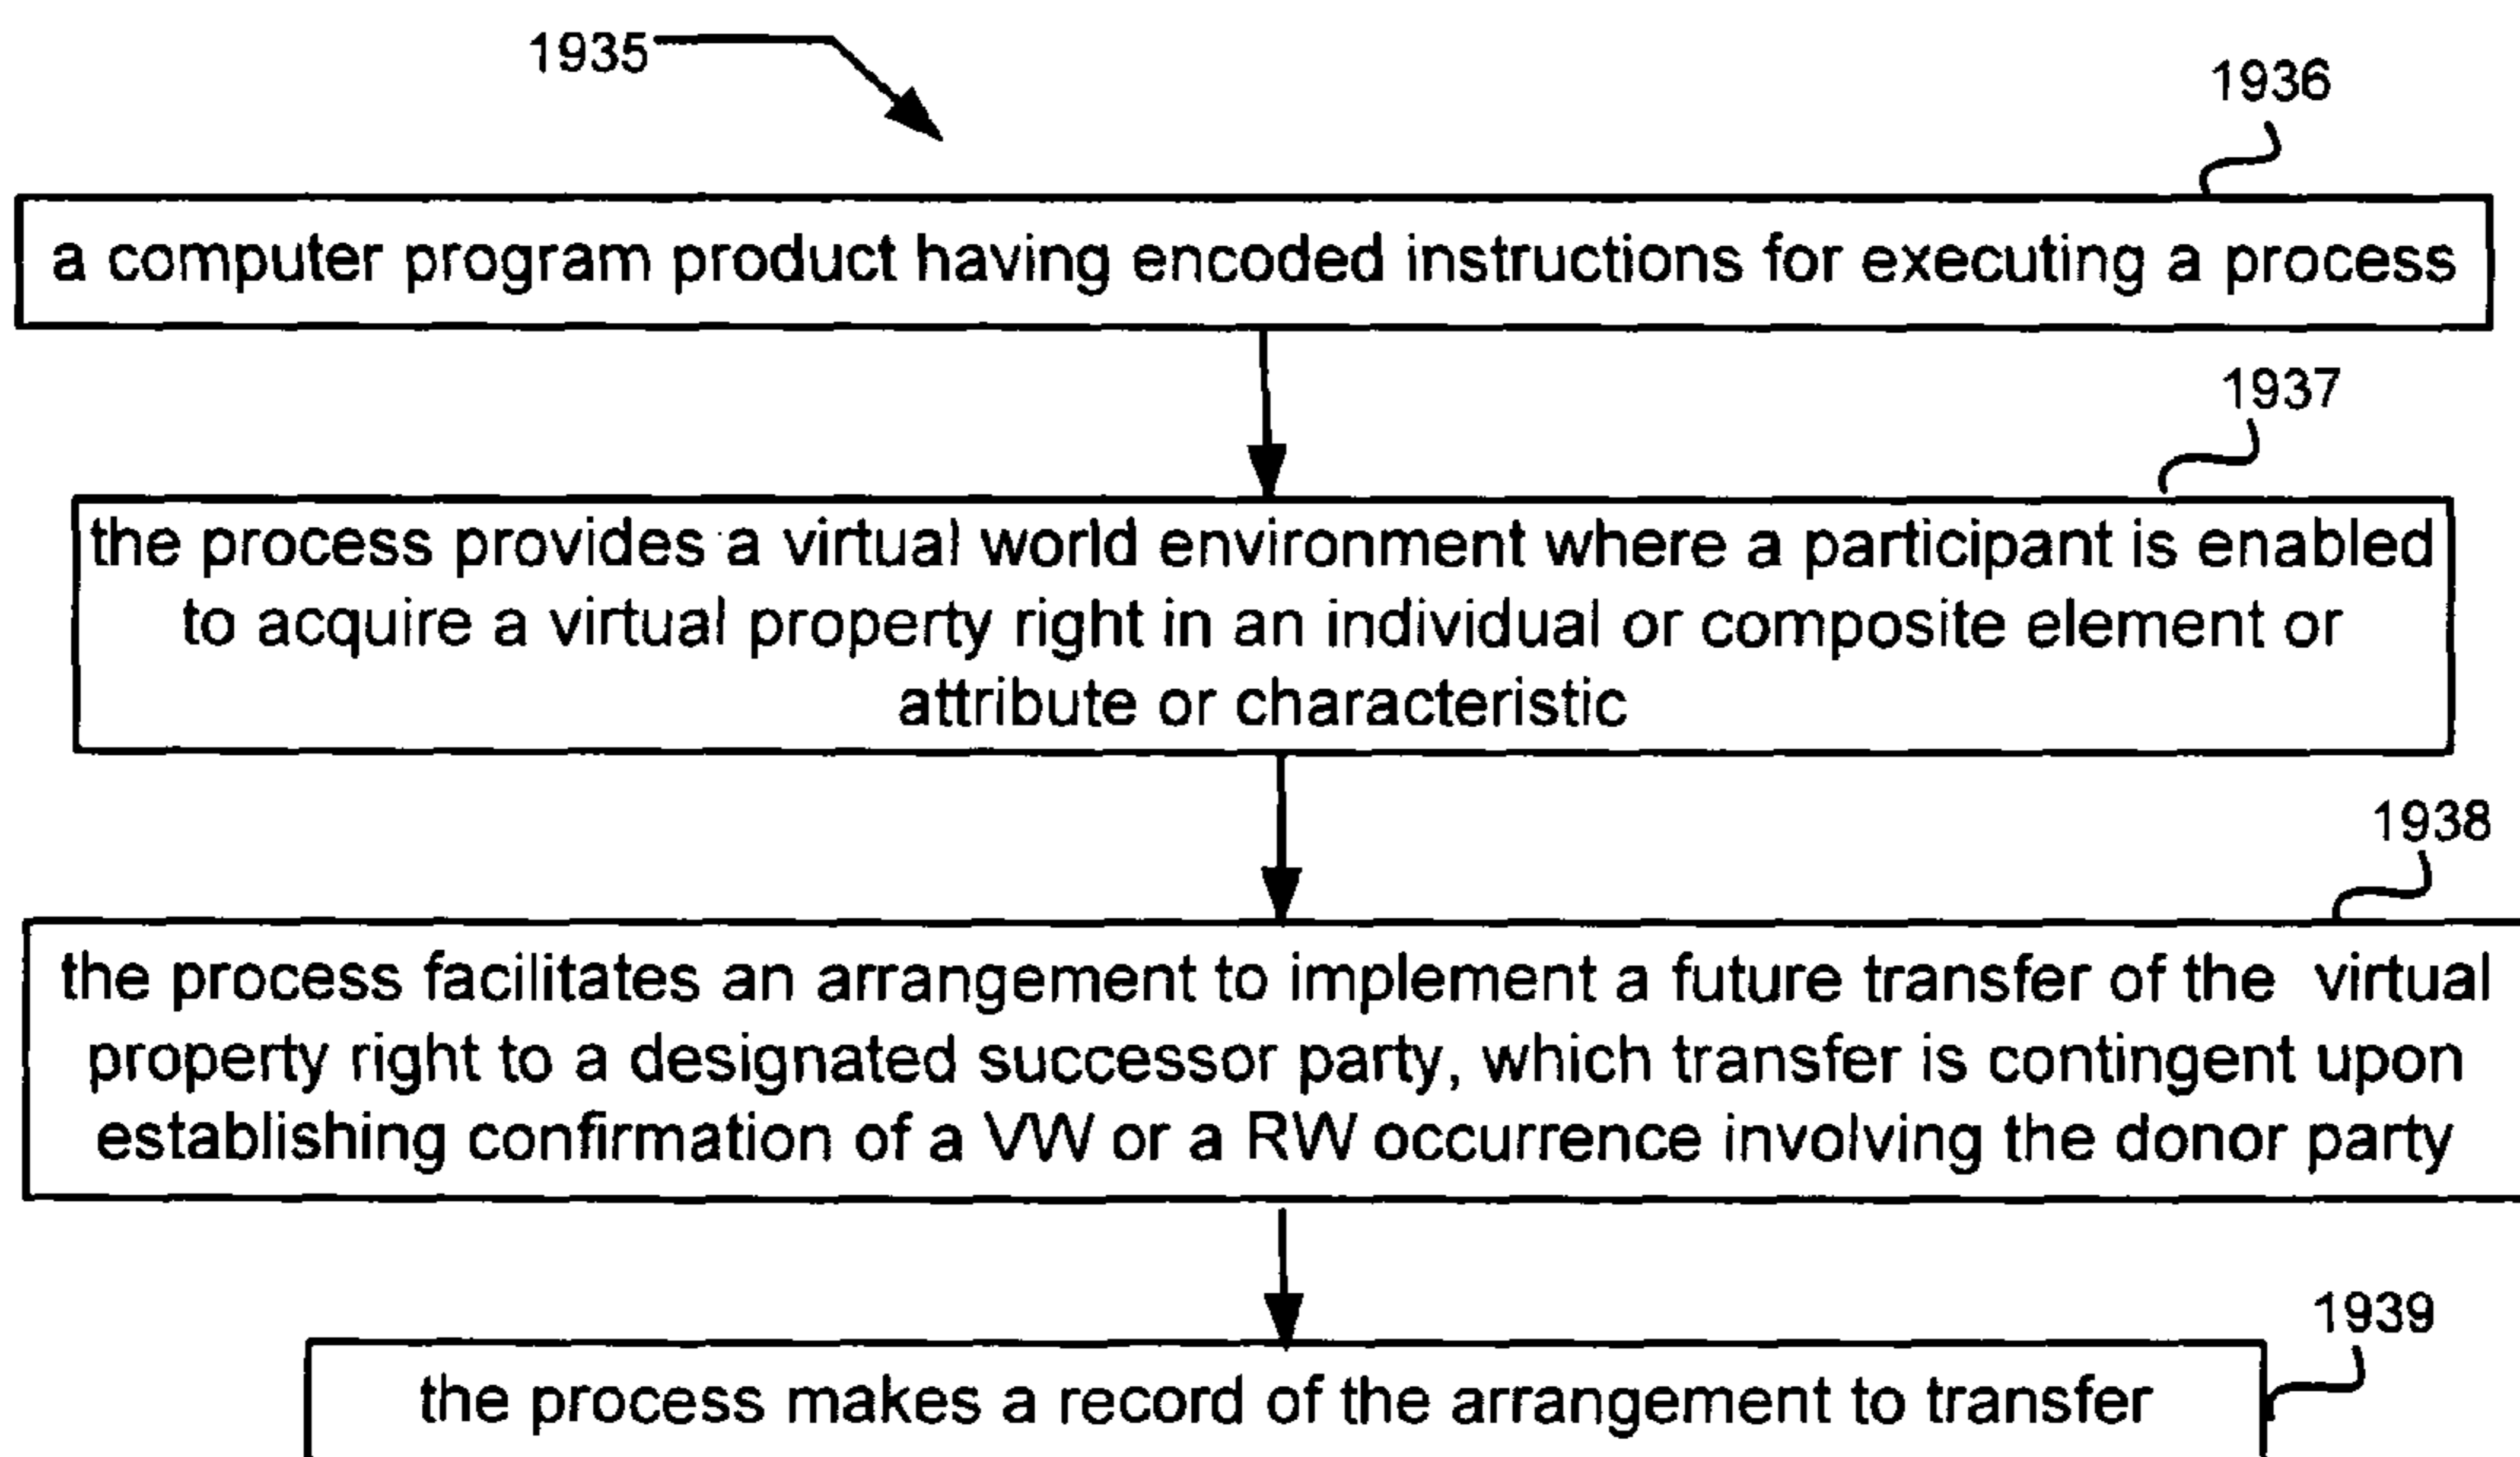 1935
1936
a computer program product having encoded instructions for executing a process
1937
the process provides a virtual world environment where a participant is enabled
to acquire a virtual property right in an individual or composite element or
attribute or characteristic
1938
the process facilitates an arrangement to implement a future transfer of the virtual
property right to a designated successor party, which transfer is contingent upon
establishing confirmation of a VW or a RW occurrence involving the donor party
1939
the process makes a record of the arrangement to transfer